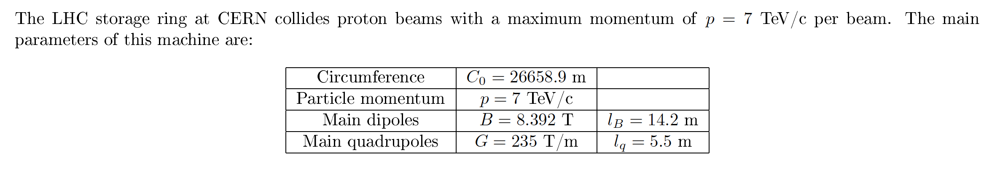 The LHC storage ring at CERN collides proton beams with a maximum momentum of p = 7 TeV/c per beam. The main
parameters of this machine are:
Circumference C₀ = 26658.9 m
Particle momentum p = 7 TeV/c
Main dipoles B = 8.392 T l_B = 14.2 m
Main quadrupoles G = 235 T/m l_q = 5.5 m